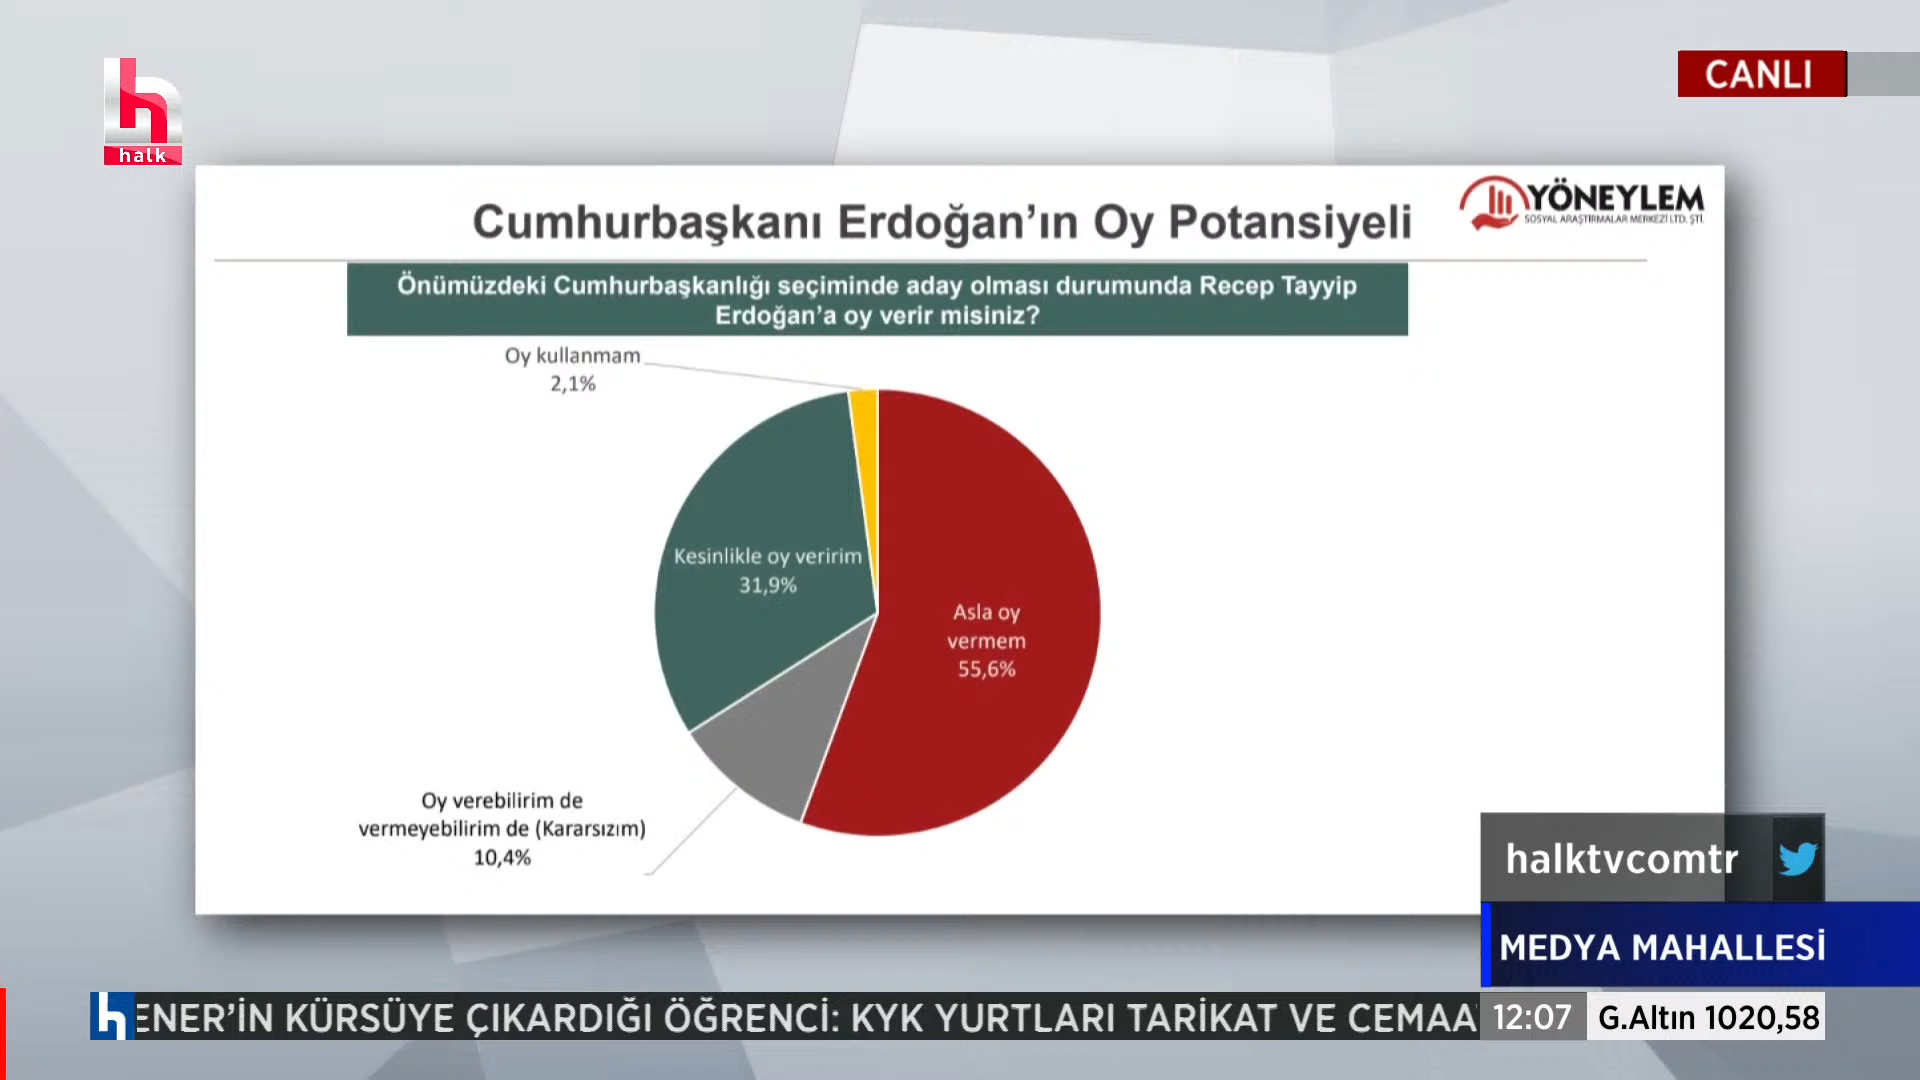 halk
CANLI
YÖNEYLEM
SOSYAL ARAŞTIRMALAR MERKEZİ LTD. ŞTİ.
Cumhurbaşkanı Erdoğan’ın Oy Potansiyeli
Önümüzdeki Cumhurbaşkanlığı seçiminde aday olması durumunda Recep Tayyip
Erdoğan’a oy verir misiniz?
Oy kullanmam
2,1%
Kesinlikle oy veririm
31,9%
Asla oy
vermem
55,6%
Oy verebilirim de
vermeyebilirim de (Kararsızım)
10,4%
halktvcomtr
MEDYA MAHALLESİ
ENER’İN KÜRSÜYE ÇIKARDIĞI ÖĞRENCİ: KYK YURTLARI TARİKAT VE CEMAA
12:07
G.Altın 1020,58